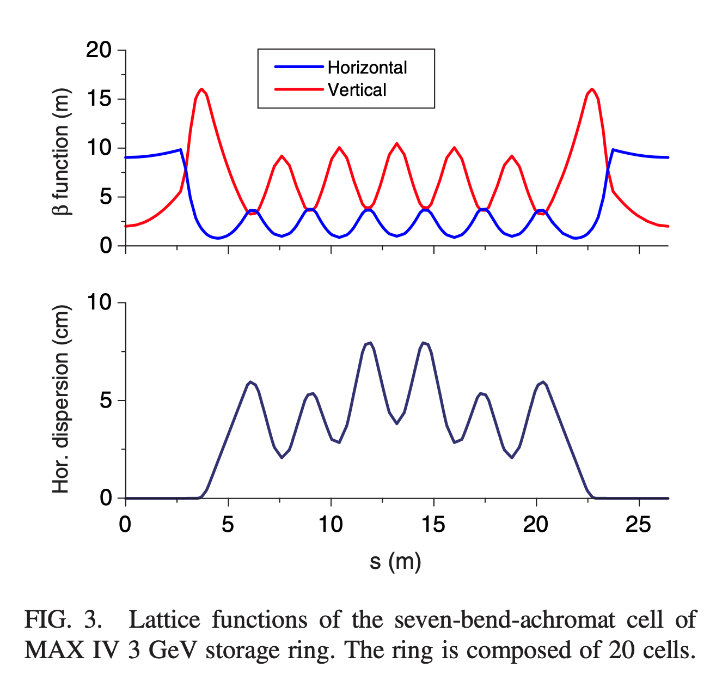 20
15
10
5
0
β function (m)
Horizontal
Vertical
10
5
0
Hor. dispersion (cm)
0 5 10 15 20 25
s (m)
FIG. 3. Lattice functions of the seven-bend-achromat cell of
MAX IV 3 GeV storage ring. The ring is composed of 20 cells.